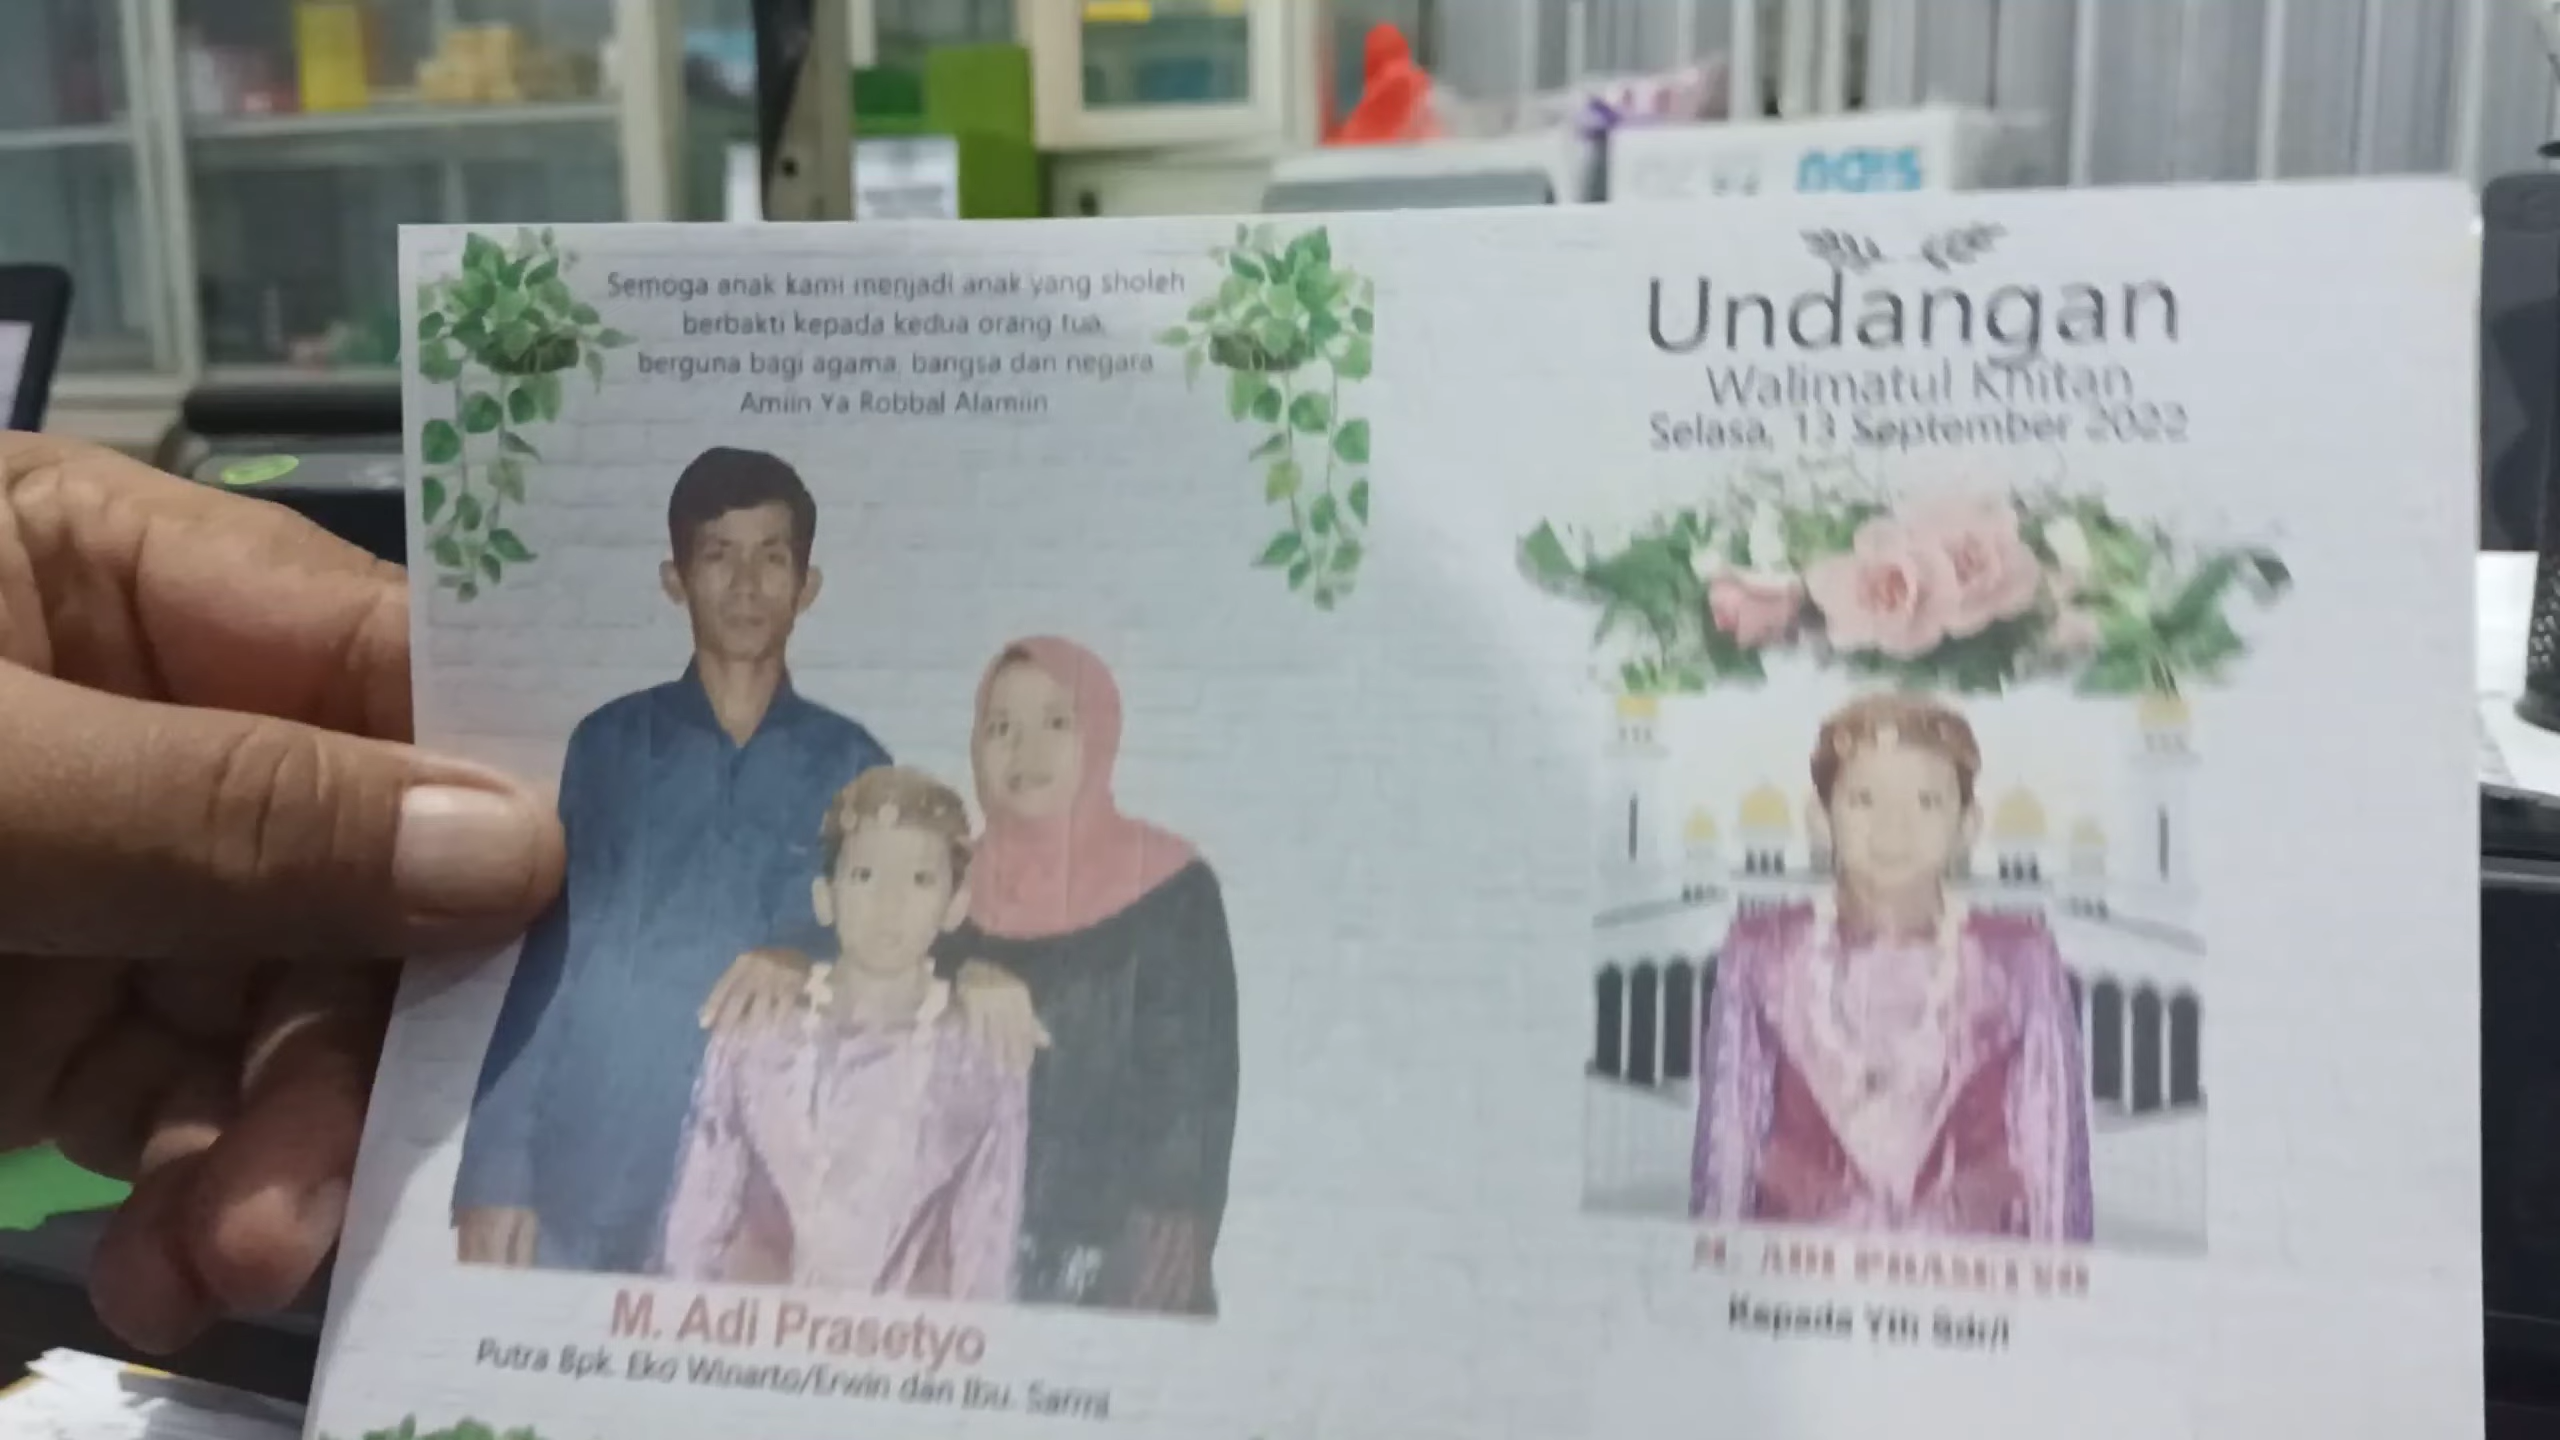 Semoga anak kami menjadi anak yang sholeh
berbakti kepada kedua orang tua,
berguna bagi agama, bangsa dan negara
Amiin Ya Robbal Alamiin
M. Adi Prasetyo
Putra Bpk. Eko Winarto/Erwin dan Ibu. Sarmi
Undangan
Walimatul Khitan
Selasa, 13 September 2022
M. ADI PRASETYO
Kepada Yth Sdr/i